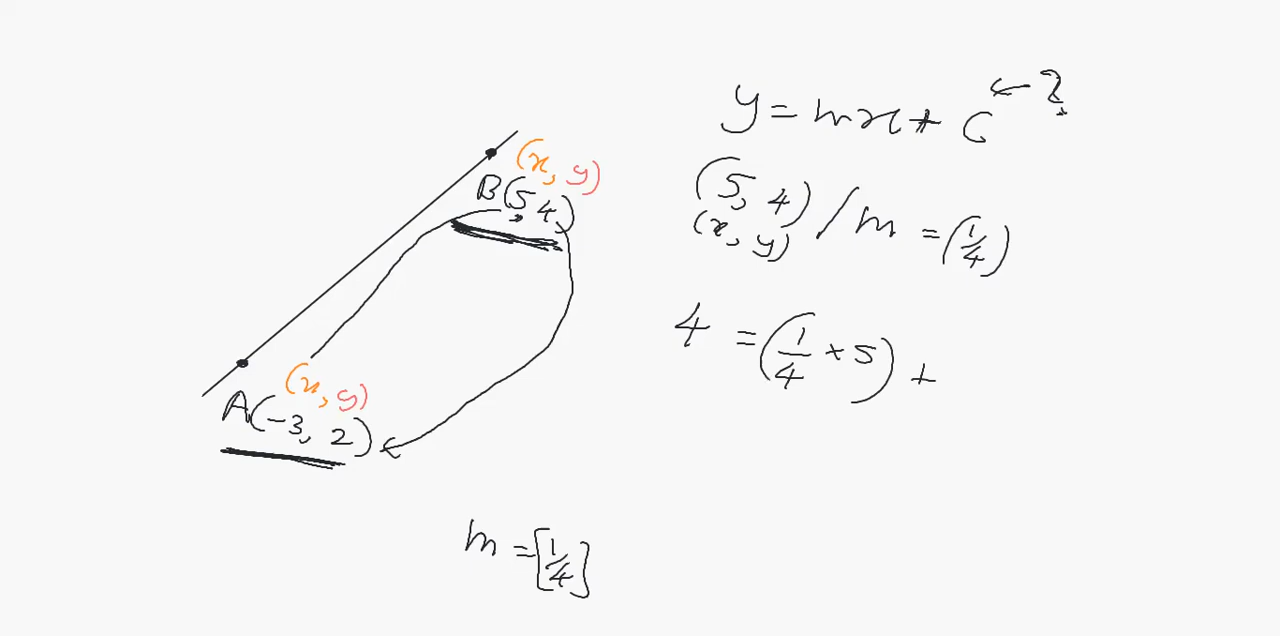 y = mx + c ← ?
(x, y)
B(5, 4)
(5, 4) / m = (1/4)
(x, y)
4 = (1/4 × 5) +
(x, y)
A(-3, 2)
m = [1/4]